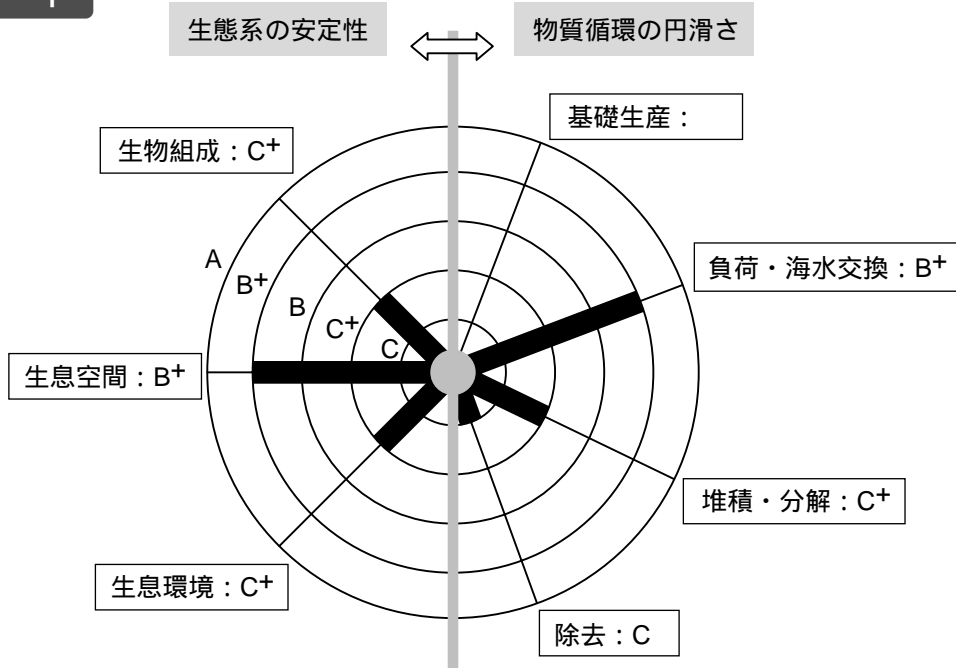 生態系の安定性
物質循環の円滑さ
基礎生産：
生物組成：C+
A
B+
B
C+
C
負荷・海水交換：B+
生息空間：B+
堆積・分解：C+
生息環境：C+
除去：C